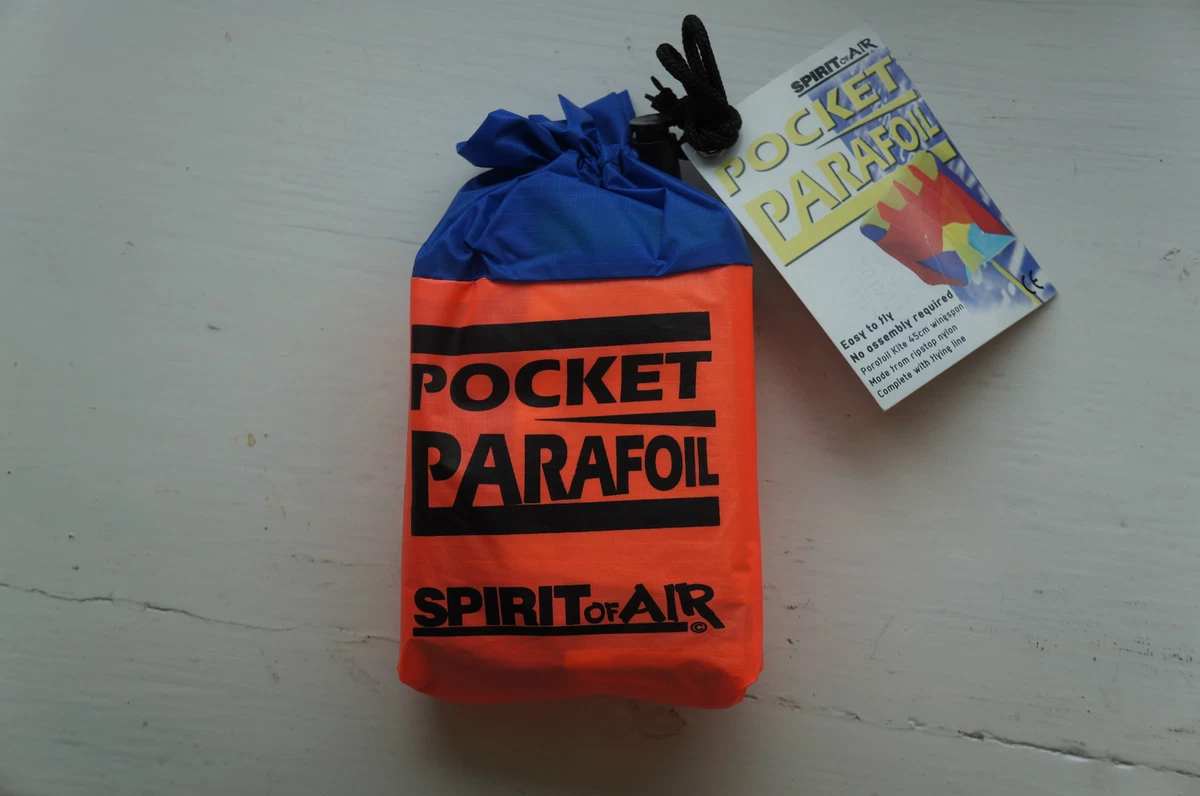 POCKET
PARAFOIL
SPIRIT OF AIR
©
SPIRIT OF AIR
POCKET
PARAFOIL
CE
Easy to fly
No assembly required
Parafoil Kite 45cm wingspan
Made from ripstop nylon
Complete with flying line